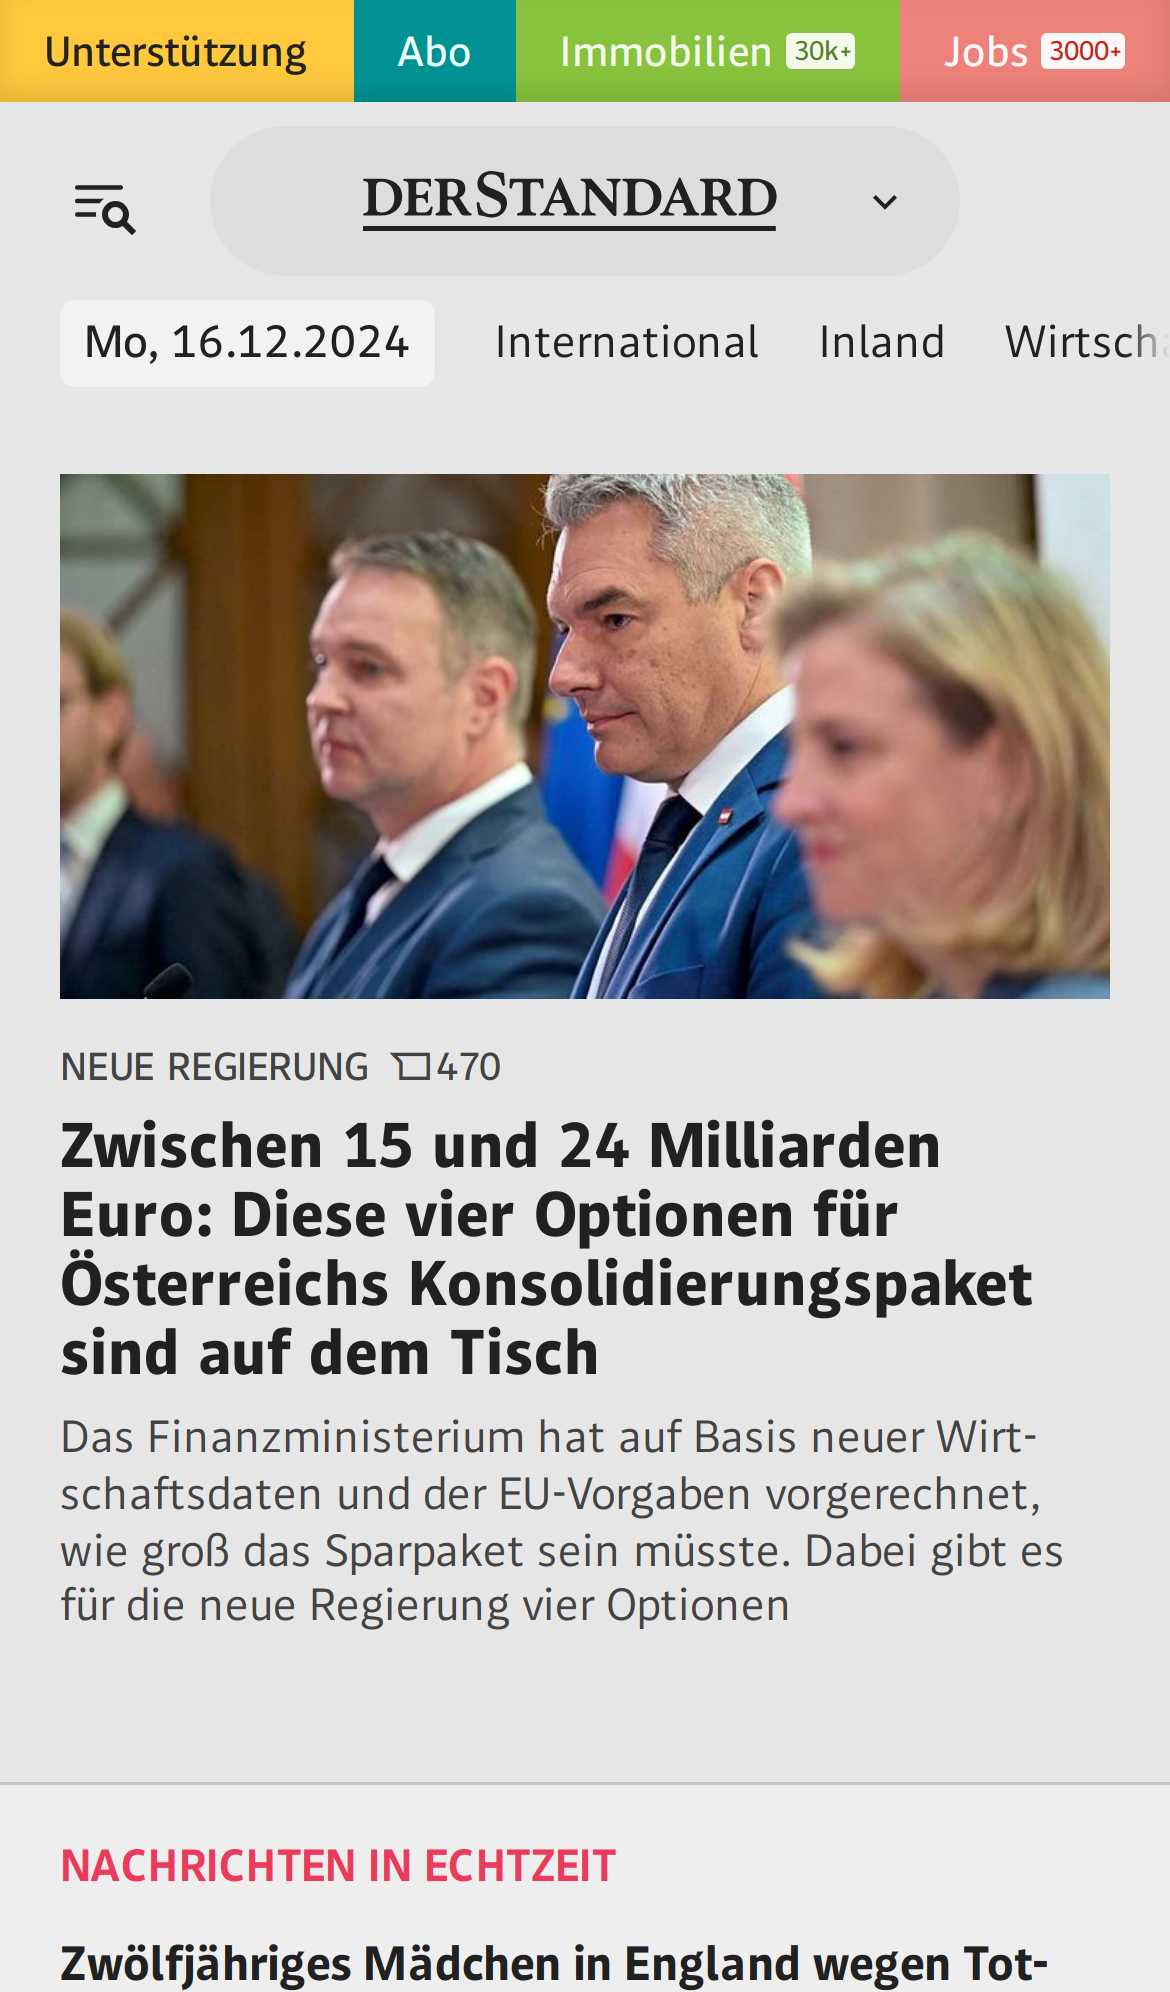 Unterstützung
Abo
Immobilien 30k+
Jobs 3000+
DERSTANDARD
Mo, 16.12.2024
International
Inland
Wirtscha
NEUE REGIERUNG 470
Zwischen 15 und 24 Milliarden
Euro: Diese vier Optionen für
Österreichs Konsolidierungspaket
sind auf dem Tisch
Das Finanzministerium hat auf Basis neuer Wirt-
schaftsdaten und der EU-Vorgaben vorgerechnet,
wie groß das Sparpaket sein müsste. Dabei gibt es
für die neue Regierung vier Optionen
NACHRICHTEN IN ECHTZEIT
Zwölfjähriges Mädchen in England wegen Tot-